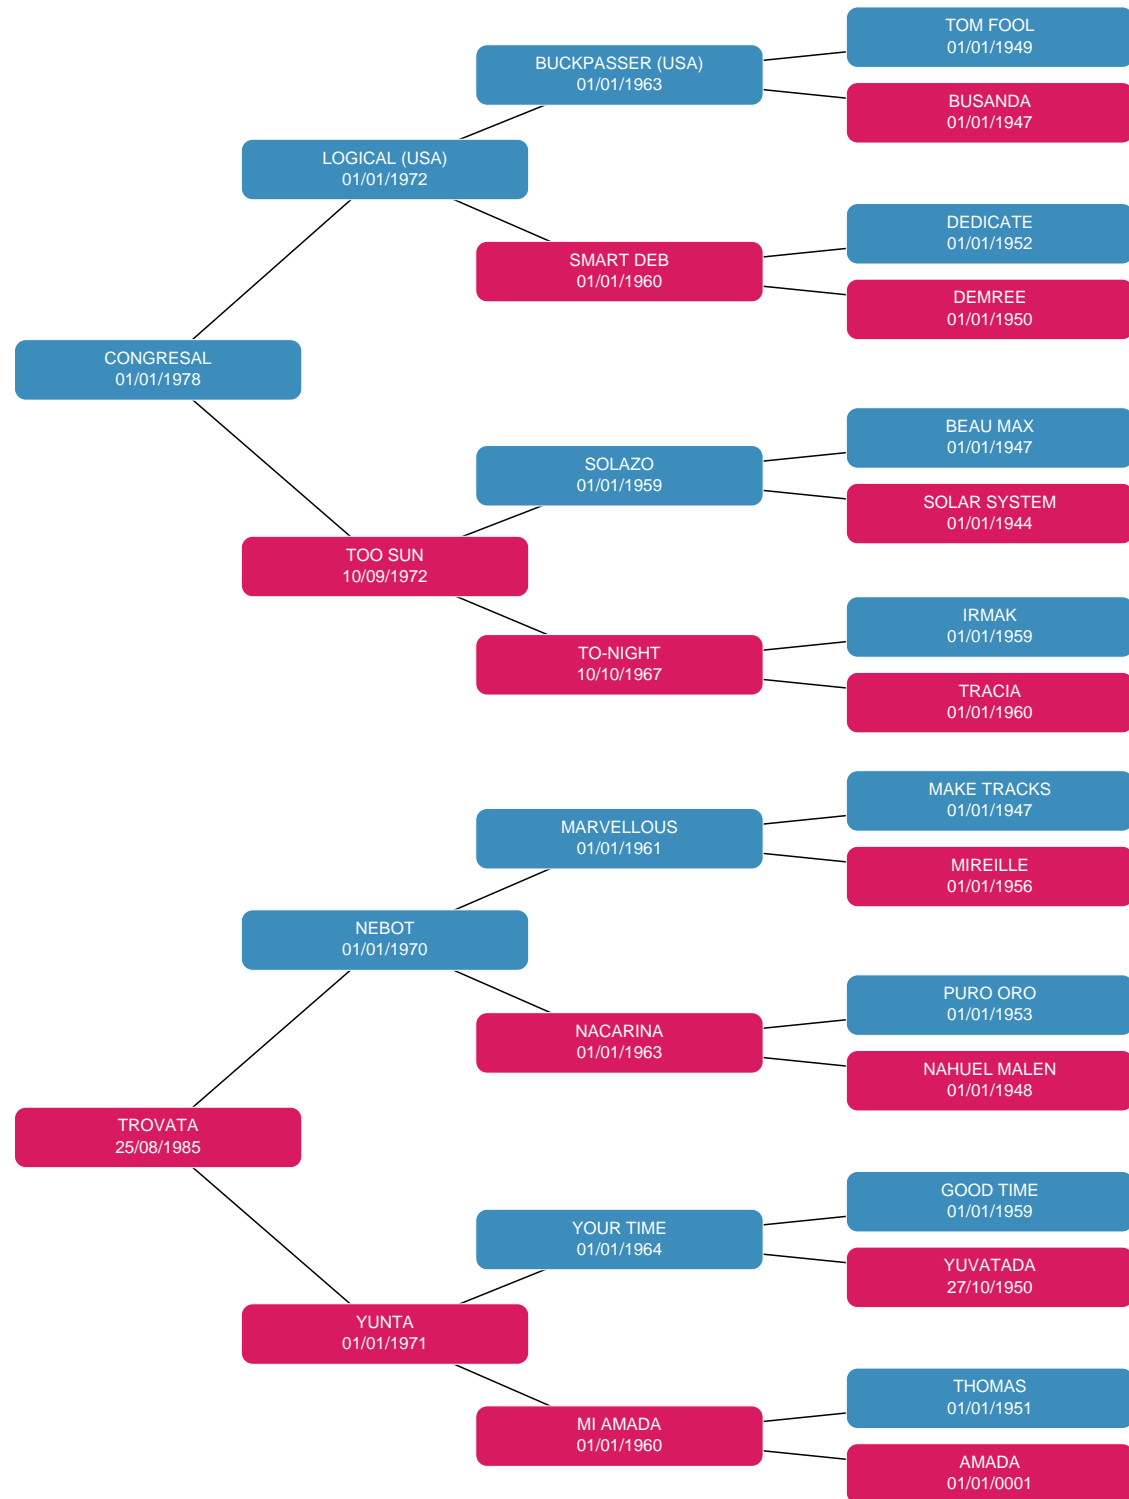 TOM FOOL
01/01/1949
BUCKPASSER (USA)
01/01/1963
BUSANDA
01/01/1947
LOGICAL (USA)
01/01/1972
DEDICATE
01/01/1952
SMART DEB
01/01/1960
DEMREE
01/01/1950
CONGRESAL
01/01/1978
BEAU MAX
01/01/1947
SOLAZO
01/01/1959
SOLAR SYSTEM
01/01/1944
TOO SUN
10/09/1972
IRMAK
01/01/1959
TO-NIGHT
10/10/1967
TRACIA
01/01/1960
MAKE TRACKS
01/01/1947
MARVELLOUS
01/01/1961
MIREILLE
01/01/1956
NEBOT
01/01/1970
PURO ORO
01/01/1953
NACARINA
01/01/1963
NAHUEL MALEN
01/01/1948
TROVATA
25/08/1985
GOOD TIME
01/01/1959
YOUR TIME
01/01/1964
YUVATADA
27/10/1950
YUNTA
01/01/1971
THOMAS
01/01/1951
MI AMADA
01/01/1960
AMADA
01/01/0001